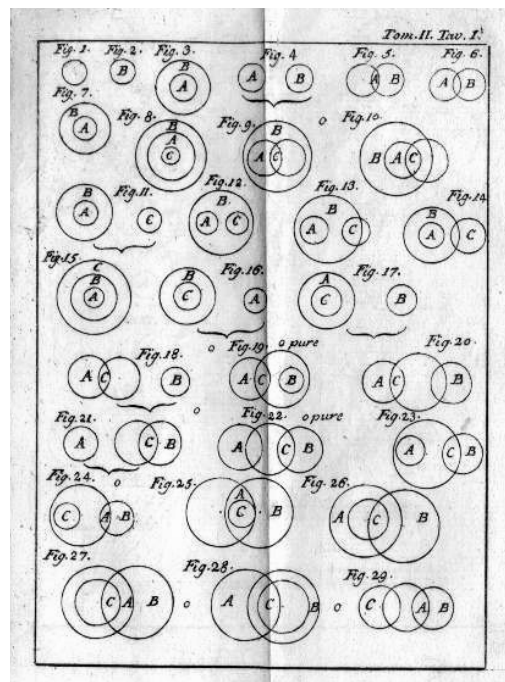 Tom. II. Tav. I.
Fig. 1. Fig. 2. Fig. 3. Fig. 4 Fig. 5. Fig. 6.
B B A A B A B A B
Fig. 7. Fig. 8. Fig. 9. Fig. 10.
B A B A C B A C B A C
Fig. 11. Fig. 12 Fig. 13. Fig. 14
B A C B A C B A C B A C
Fig. 15. Fig. 16. Fig. 17.
C B A B C A A C B
Fig. 18. Fig. 19. o pure Fig. 20.
A C B A C B A C B
Fig. 21. Fig. 22. o pure Fig. 23.
A C B A C B A C B
Fig. 24. Fig. 25. Fig. 26.
C A B A C B A C B
Fig. 27. Fig. 28. Fig. 29.
C A B o A C B o C A B